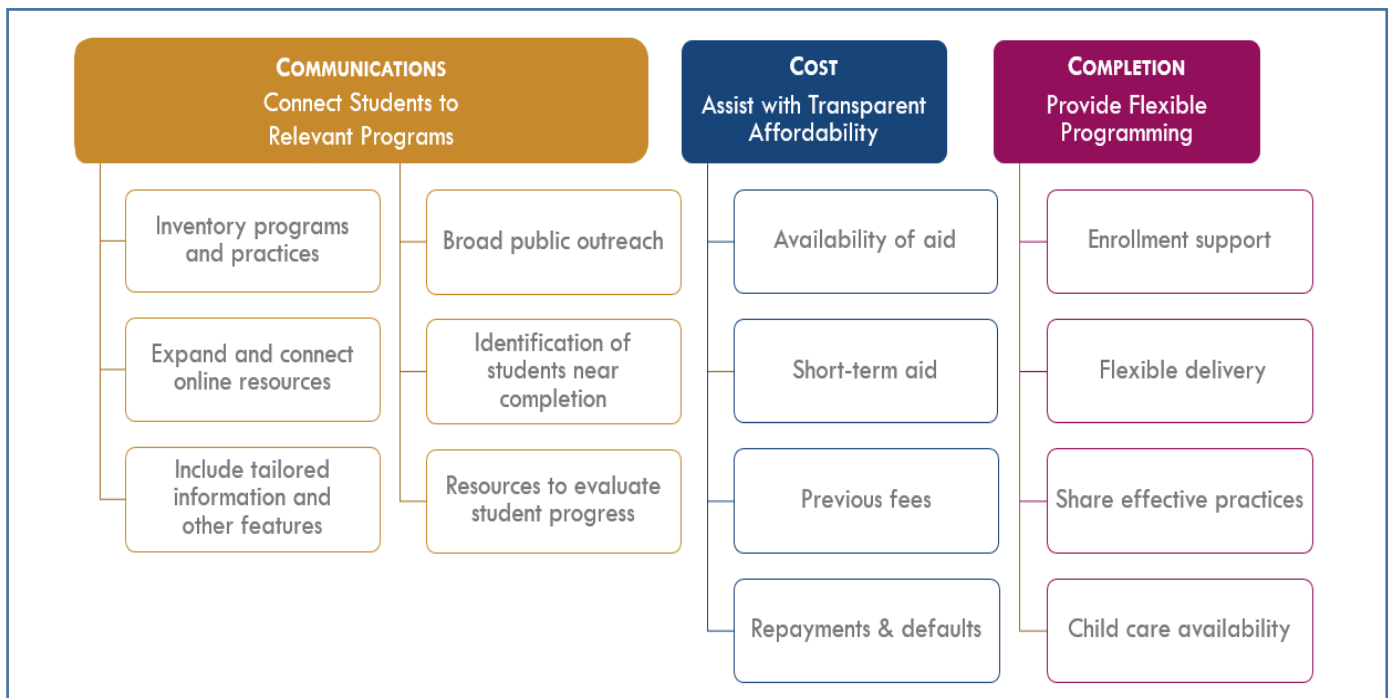 COMMUNICATIONS
Connect Students to
Relevant Programs
Inventory programs
and practices
Expand and connect
online resources
Include tailored
information and
other features
Broad public outreach
Identification of
students near
completion
Resources to evaluate
student progress
COST
Assist with Transparent
Affordability
Availability of aid
Short-term aid
Previous fees
Repayments & defaults
COMPLETION
Provide Flexible
Programming
Enrollment support
Flexible delivery
Share effective practices
Child care availability